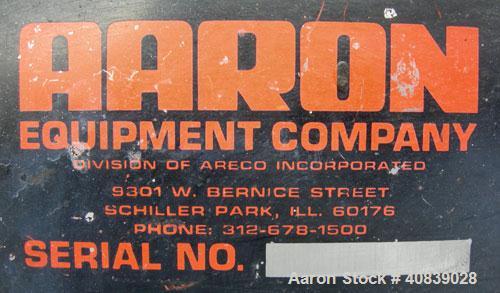 AARON
EQUIPMENT COMPANY
DIVISION OF ARECO INCORPORATED
9301 W. BERNICE STREET
SCHILLER PARK, ILL. 60176
PHONE: 312-678-1500
SERIAL NO.
Aaron Stock # 40839028